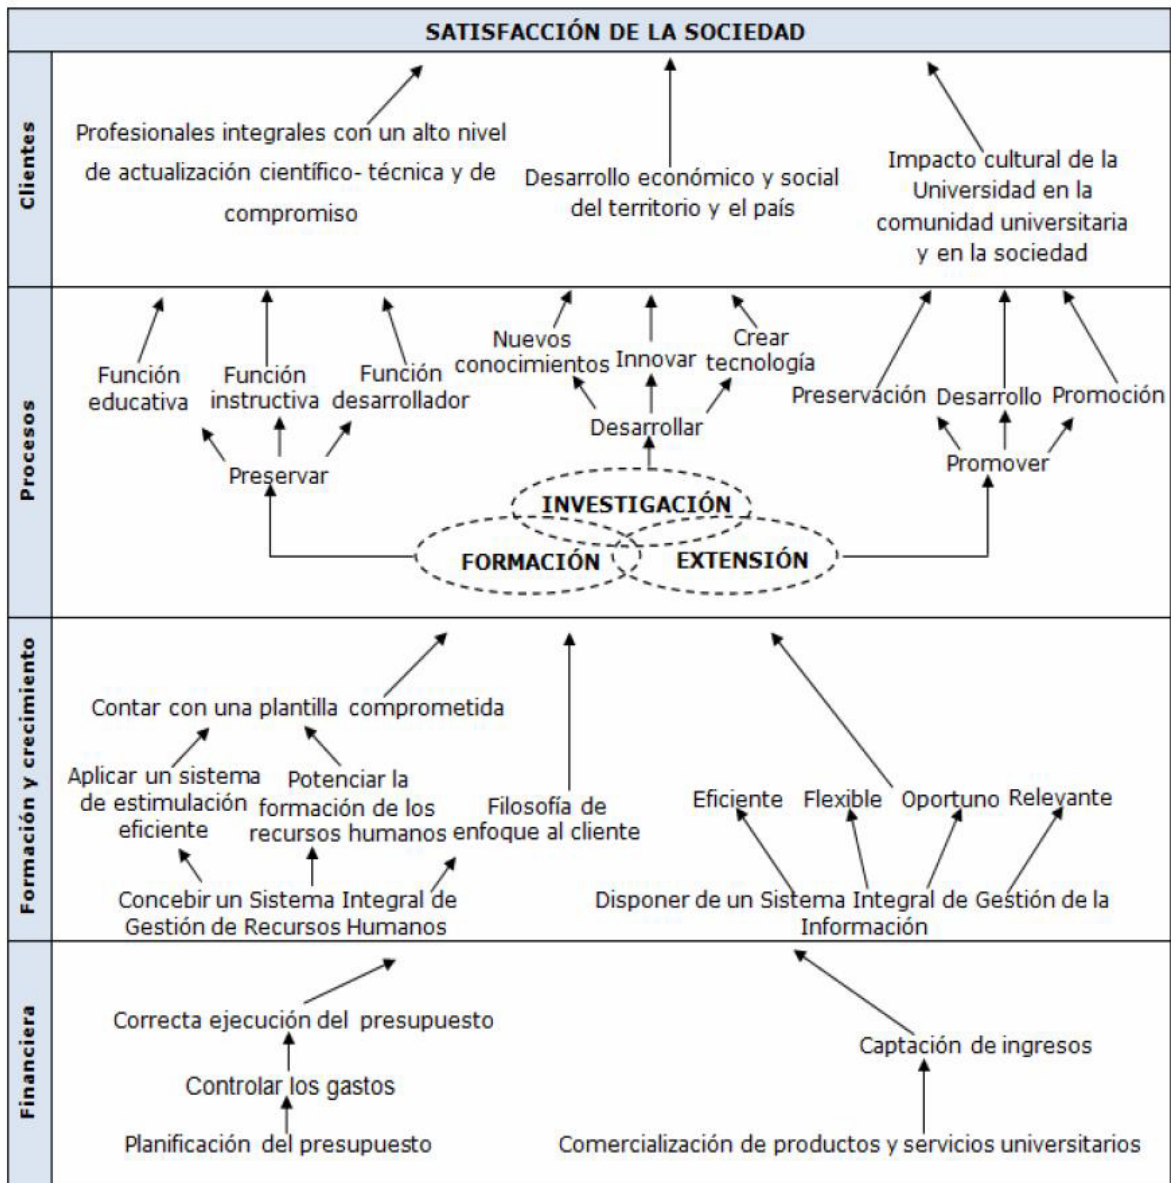 SATISFACCIÓN DE LA SOCIEDAD
Clientes
Profesionales integrales con un alto nivel
de actualización científico- técnica y de
compromiso
Desarrollo económico y social
del territorio y el país
Impacto cultural de la
Universidad en la
comunidad universitaria
y en la sociedad
Procesos
Función
educativa
Función
instructiva
Función
desarrollador
Preservar
Nuevos
conocimientos
Innovar
Crear
tecnología
Desarrollar
Preservación
Desarrollo
Promoción
Promover
INVESTIGACIÓN
FORMACIÓN
EXTENSIÓN
Formación y crecimiento
Contar con una plantilla comprometida
Aplicar un sistema
de estimulación
eficiente
Potenciar la
formación de los
recursos humanos
Filosofía de
enfoque al cliente
Concebir un Sistema Integral de
Gestión de Recursos Humanos
Eficiente
Flexible
Oportuno
Relevante
Disponer de un Sistema Integral de Gestión de la
Información
Financiera
Correcta ejecución del presupuesto
Controlar los gastos
Planificación del presupuesto
Captación de ingresos
Comercialización de productos y servicios universitarios